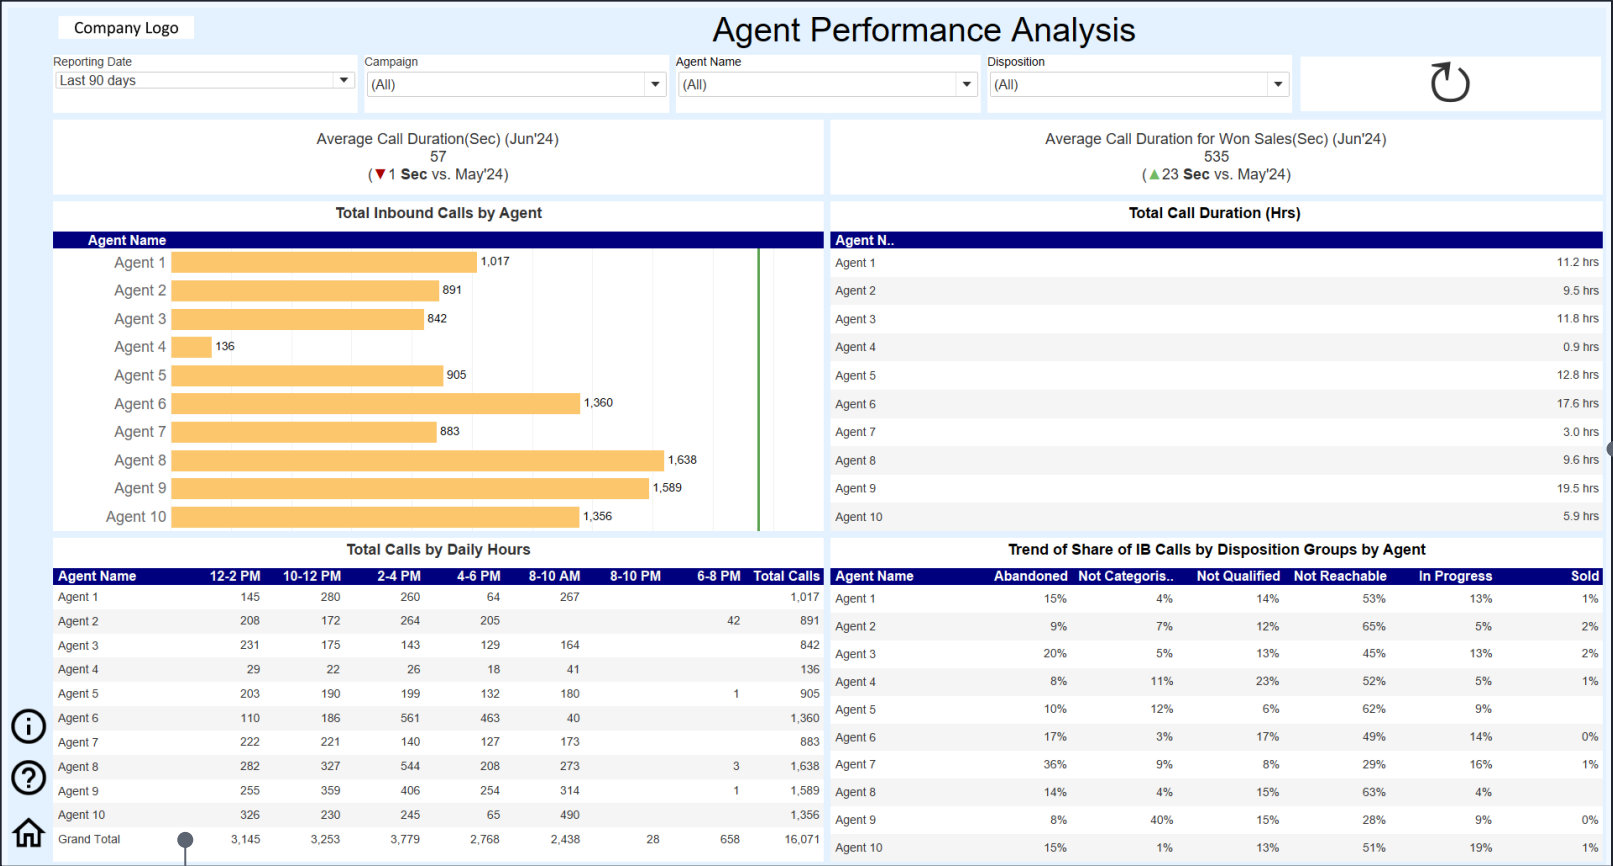 Company Logo
Agent Performance Analysis
Reporting Date
Last 90 days
Campaign
(All)
Agent Name
(All)
Disposition
(All)
Average Call Duration(Sec) (Jun'24)
57
(▼1 Sec vs. May'24)
Average Call Duration for Won Sales(Sec) (Jun'24)
535
(▲23 Sec vs. May'24)
Total Inbound Calls by Agent
Agent Name
Agent 1 1,017
Agent 2 891
Agent 3 842
Agent 4 136
Agent 5 905
Agent 6 1,360
Agent 7 883
Agent 8 1,638
Agent 9 1,589
Agent 10 1,356
Total Call Duration (Hrs)
Agent N..
Agent 1 11.2 hrs
Agent 2 9.5 hrs
Agent 3 11.8 hrs
Agent 4 0.9 hrs
Agent 5 12.8 hrs
Agent 6 17.6 hrs
Agent 7 3.0 hrs
Agent 8 9.6 hrs
Agent 9 19.5 hrs
Agent 10 5.9 hrs
Total Calls by Daily Hours
Agent Name 12-2 PM 10-12 PM 2-4 PM 4-6 PM 8-10 AM 8-10 PM 6-8 PM Total Calls
Agent 1 145 280 260 64 267 1,017
Agent 2 208 172 264 205 42 891
Agent 3 231 175 143 129 164 842
Agent 4 29 22 26 18 41 136
Agent 5 203 190 199 132 180 1 905
Agent 6 110 186 561 463 40 1,360
Agent 7 222 221 140 127 173 883
Agent 8 282 327 544 208 273 3 1,638
Agent 9 255 359 406 254 314 1 1,589
Agent 10 326 230 245 65 490 1,356
Grand Total 3,145 3,253 3,779 2,768 2,438 28 658 16,071
Trend of Share of IB Calls by Disposition Groups by Agent
Agent Name Abandoned Not Categoris.. Not Qualified Not Reachable In Progress Sold
Agent 1 15% 4% 14% 53% 13% 1%
Agent 2 9% 7% 12% 65% 5% 2%
Agent 3 20% 5% 13% 45% 13% 2%
Agent 4 8% 11% 23% 52% 5% 1%
Agent 5 10% 12% 6% 62% 9%
Agent 6 17% 3% 17% 49% 14% 0%
Agent 7 36% 9% 8% 29% 16% 1%
Agent 8 14% 4% 15% 63% 4%
Agent 9 8% 40% 15% 28% 9% 0%
Agent 10 15% 1% 13% 51% 19% 1%